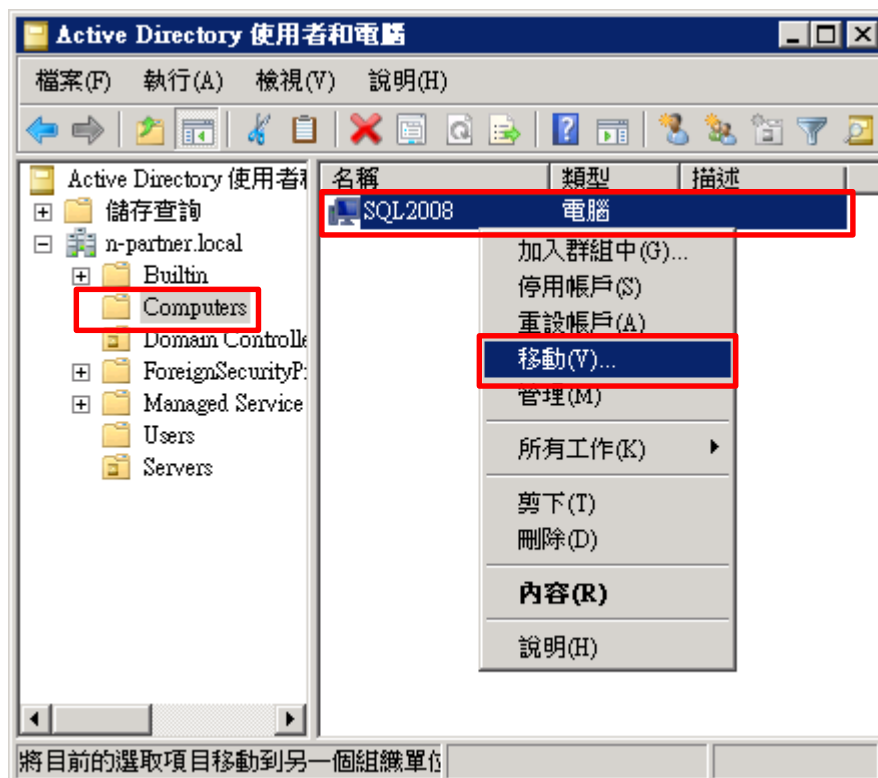 Active Directory 使用者和電腦
檔案(F) 執行(A) 檢視(V) 說明(H)
Active Directory 使用者
儲存查詢
n-partner.local
Builtin
Computers
Domain Controlle
ForeignSecurityP
Managed Service
Users
Servers
名稱 類型 描述
SQL2008 電腦
加入群組中(G)...
停用帳戶(S)
重設帳戶(A)
移動(V)...
管理(M)
所有工作(K)
剪下(T)
刪除(D)
內容(R)
說明(H)
將目前的選取項目移動到另一個組織單位